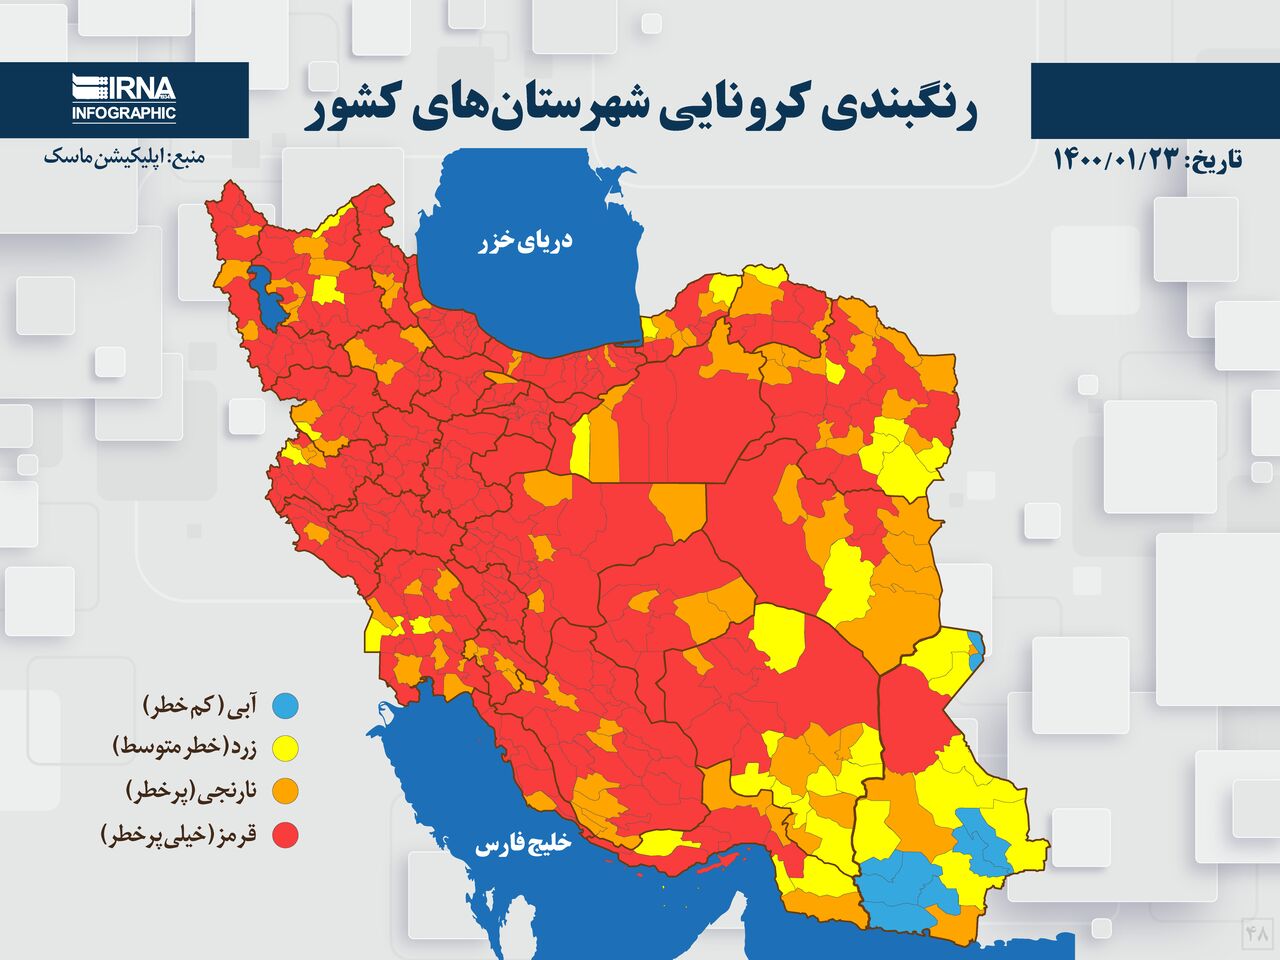 IRNA
INFOGRAPHIC
رنگبندی کرونایی شهرستان‌های کشور
منبع: اپلیکیشن ماسک
تاریخ: ۱۴۰۰/۰۱/۲۳
دریای خزر
آبی (کم خطر)
زرد (خطر متوسط)
نارنجی (پرخطر)
قرمز (خیلی پرخطر)
خلیج فارس
۴۸